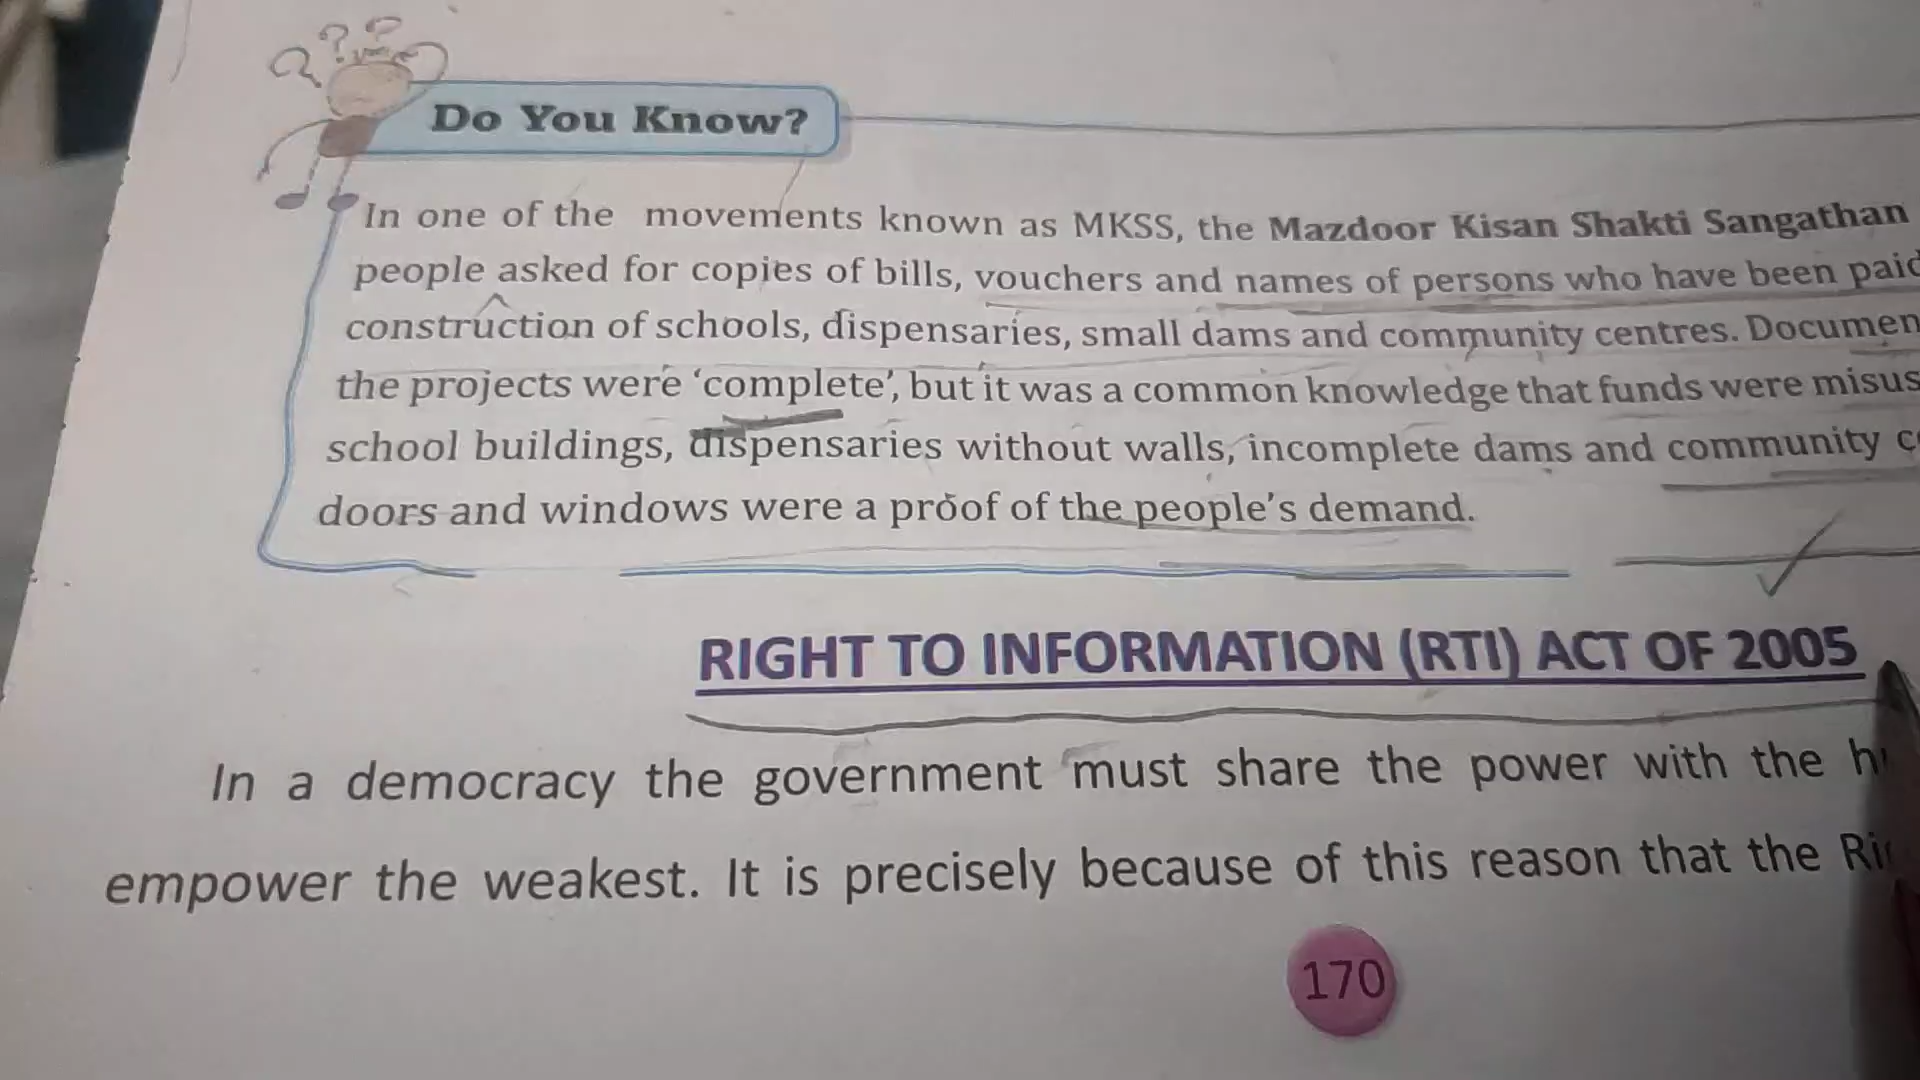 ? ? ?
Do You Know?
In one of the movements known as MKSS, the Mazdoor Kisan Shakti Sangathan
people asked for copies of bills, vouchers and names of persons who have been paid
construction of schools, dispensaries, small dams and community centres.
the projects were ‘complete’, but it was a common knowledge that funds were
school buildings, dispensaries without walls, incomplete dams and community
doors and windows were a proof of the people’s demand.
RIGHT TO INFORMATION (RTI) ACT OF 2005
In a democracy the government must share the power with the
empower the weakest. It is precisely because of this reason that the
170